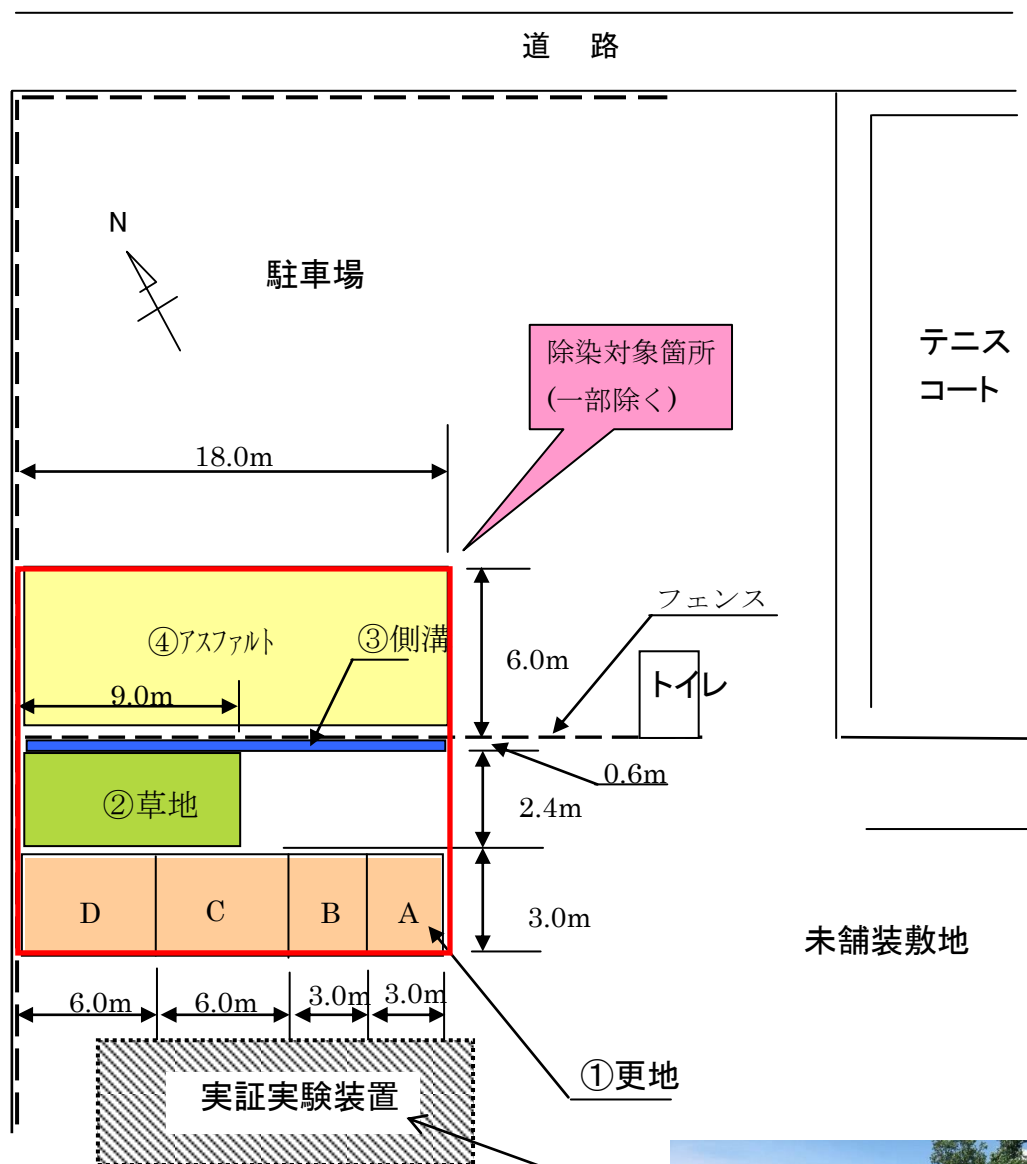 道　路
N
駐車場
テニス
コート
除染対象箇所
(一部除く)
18.0m
フェンス
④アスファルト
③側溝
6.0m
トイレ
9.0m
0.6m
②草地
2.4m
D
C
B
A
3.0m
未舗装敷地
6.0m
6.0m
3.0m
3.0m
①更地
実証実験装置